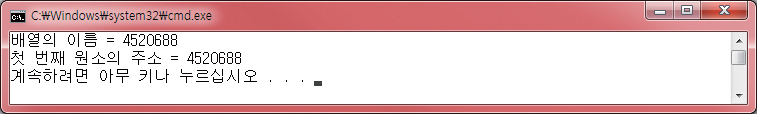 C:₩Windows₩system32₩cmd.exe
배열의 이름 = 4520688
첫 번째 원소의 주소 = 4520688
계속하려면 아무 키나 누르십시오 . . .